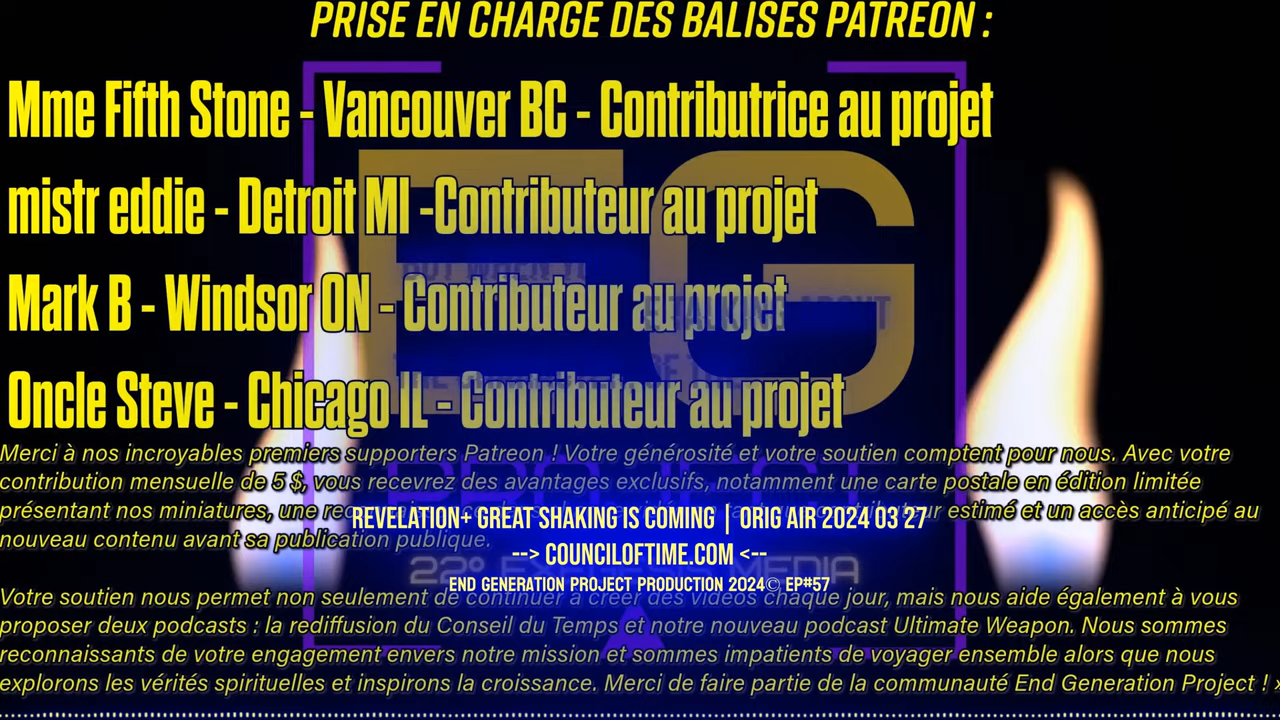 PRISE EN CHARGE DES BALISES PATREON :
Mme Fifth Stone - Vancouver BC - Contributrice au projet
mistr eddie - Detroit MI -Contributeur au projet
Mark B - Windsor ON - Contributeur au projet
Oncle Steve - Chicago IL - Contributeur au projet
EG
PROJECT
Merci à nos incroyables premiers supporters Patreon ! Votre générosité et votre soutien comptent pour nous. Avec votre
contribution mensuelle de 5 $, vous recevrez des avantages exclusifs, notamment une carte postale en édition limitée
présentant nos miniatures, une estimé et un accès anticipé au
nouveau contenu avant sa publication publique.
REVELATION+ GREAT SHAKING IS COMING | ORIG AIR 2024 03 27
--> COUNCILOFTIME.COM <--
22º MEDIA
END GENERATION PROJECT PRODUCTION 2024© EP#57
Votre soutien nous permet non seulement de continuer à créer des vidéos chaque jour, mais nous aide également à vous
proposer deux podcasts : la rediffusion du Conseil du Temps et notre nouveau podcast Ultimate Weapon. Nous sommes
reconnaissants de votre engagement envers notre mission et sommes impatients de voyager ensemble alors que nous
explorons les vérités spirituelles et inspirons la croissance. Merci de faire partie de la communauté End Generation Project !